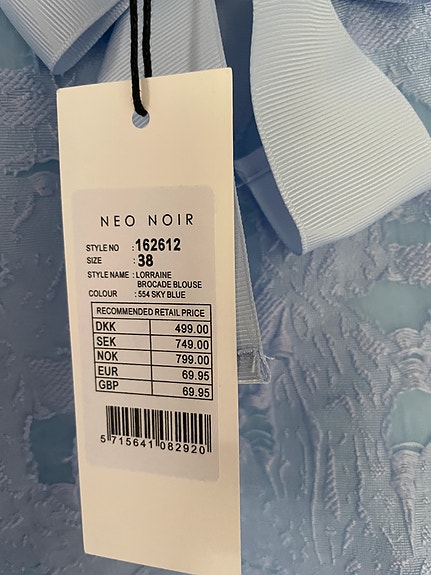 NEO NOIR
STYLE NO : 162612
SIZE : 38
STYLE NAME : LORRAINE
BROCADE BLOUSE
COLOUR : 554 SKY BLUE
RECOMMENDED RETAIL PRICE
DKK 499.00
SEK 749.00
NOK 799.00
EUR 69.95
GBP 69.95
5 715641 082920